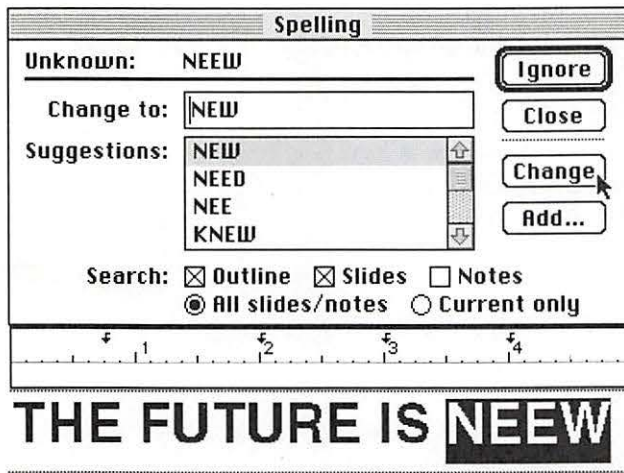 Spelling
Unknown: NEEW
Ignore
Change to: NEW
Close
Suggestions: NEW
NEED
NEE
KNEW
Change
Add...
Search: Outline Slides Notes
All slides/notes Current only
1 2 3 4
THE FUTURE IS NEEW